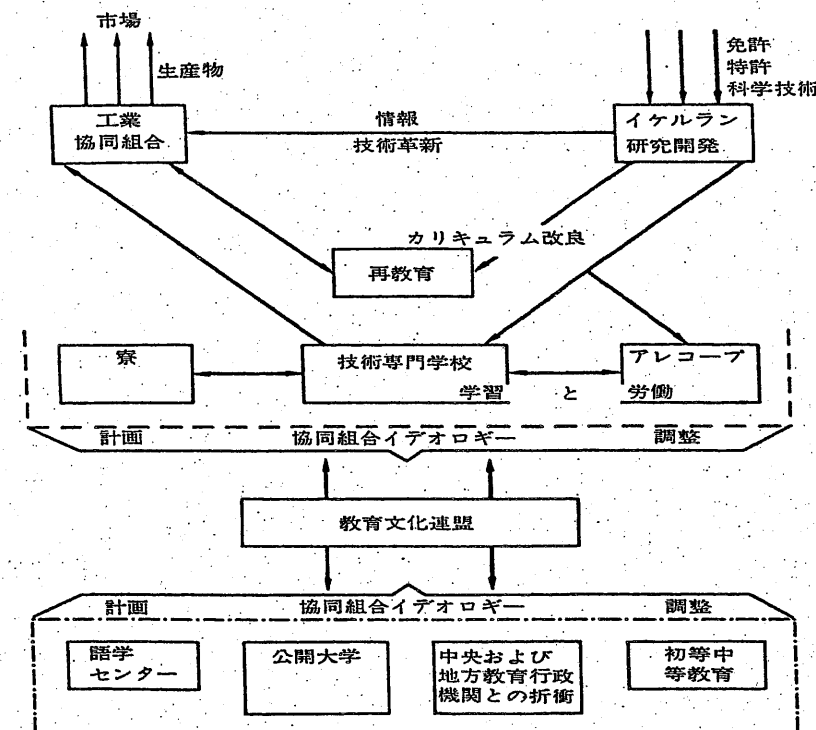 市場
生産物
免許
特許
科学技術
工業
協同組合
情報
技術革新
イケルラン
研究開発
カリキュラム改良
再教育
寮
技術専門学校
学習
と
アレコープ
労働
計画
協同組合イデオロギー
調整
教育文化連盟
計画
協同組合イデオロギー
調整
語学
センター
公開大学
中央および
地方教育行政
機関との折衝
初等中
等教育